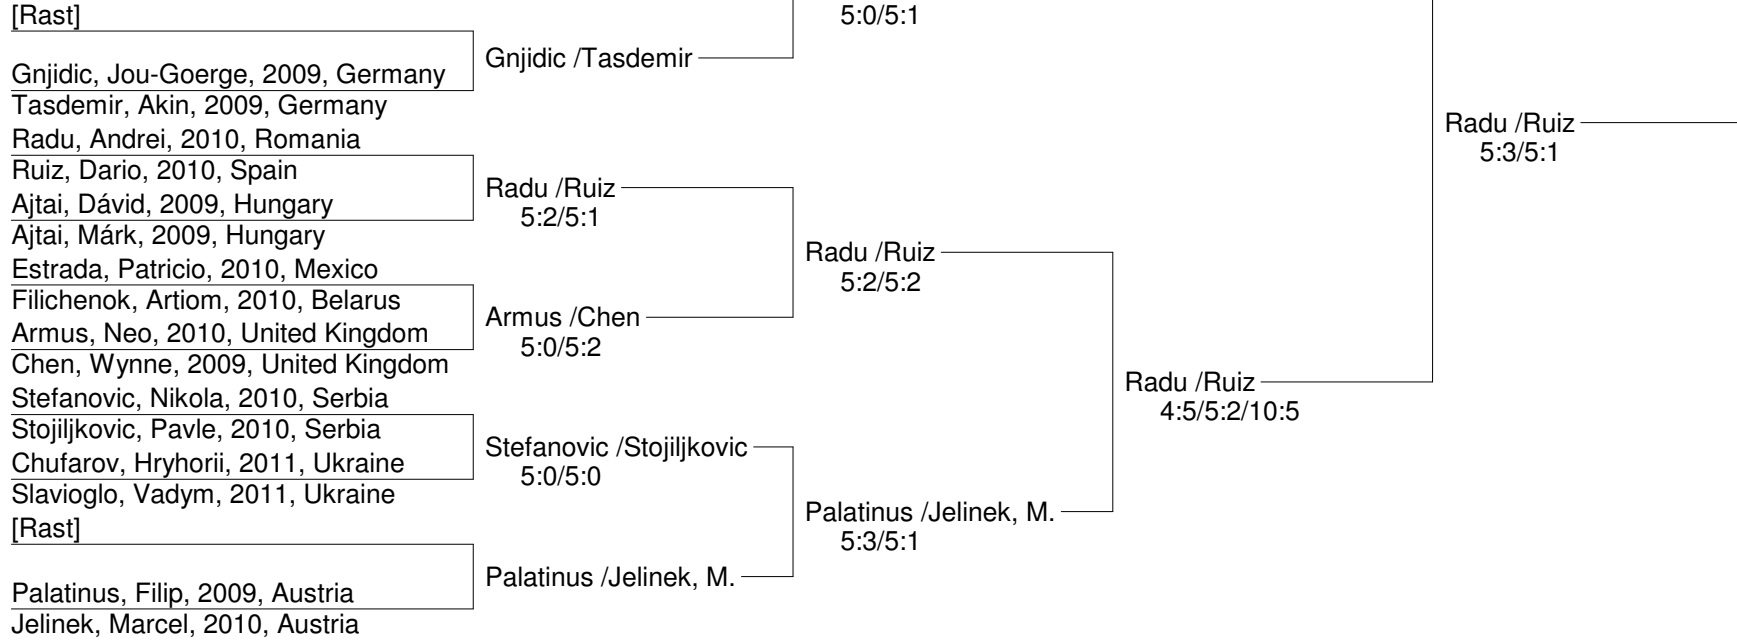 [Rast]
Gnjidic, Jou-Goerge, 2009, Germany
Tasdemir, Akin, 2009, Germany
Radu, Andrei, 2010, Romania
Ruiz, Dario, 2010, Spain
Ajtai, Dávid, 2009, Hungary
Ajtai, Márk, 2009, Hungary
Estrada, Patricio, 2010, Mexico
Filichenok, Artiom, 2010, Belarus
Armus, Neo, 2010, United Kingdom
Chen, Wynne, 2009, United Kingdom
Stefanovic, Nikola, 2010, Serbia
Stojiljkovic, Pavle, 2010, Serbia
Chufarov, Hryhorii, 2011, Ukraine
Slavioglo, Vadym, 2011, Ukraine
[Rast]
Palatinus, Filip, 2009, Austria
Jelinek, Marcel, 2010, Austria
Gnjidic /Tasdemir
Radu /Ruiz
5:2/5:1
Armus /Chen
5:0/5:2
Stefanovic /Stojiljkovic
5:0/5:0
Palatinus /Jelinek, M.
5:0/5:1
Radu /Ruiz
5:2/5:2
Palatinus /Jelinek, M.
5:3/5:1
Radu /Ruiz
4:5/5:2/10:5
Radu /Ruiz
5:3/5:1